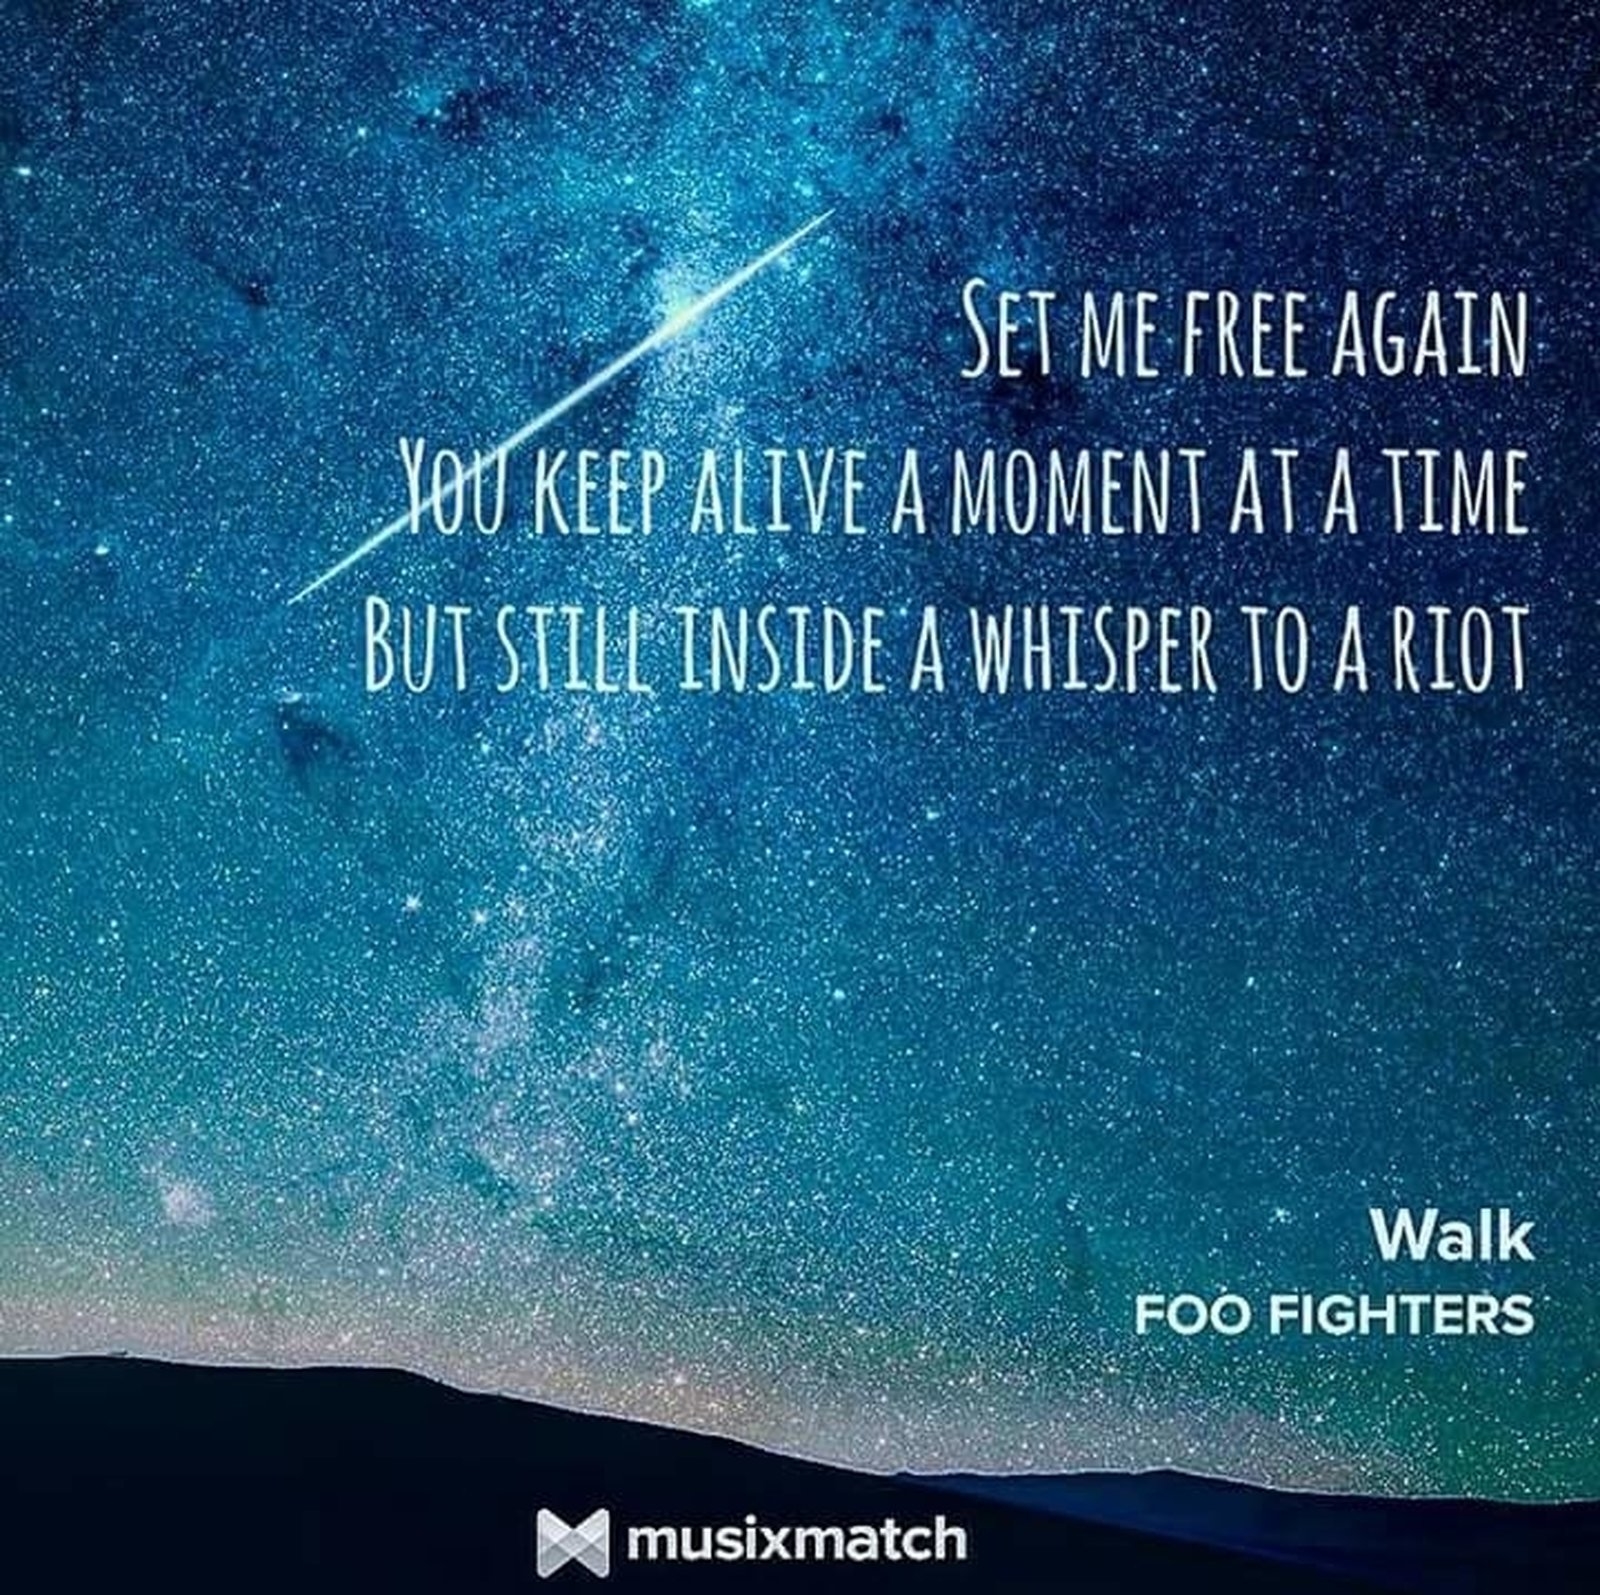 Set me free again
You keep alive a moment at a time
But still inside a whisper to a riot
Walk
FOO FIGHTERS
musixmatch